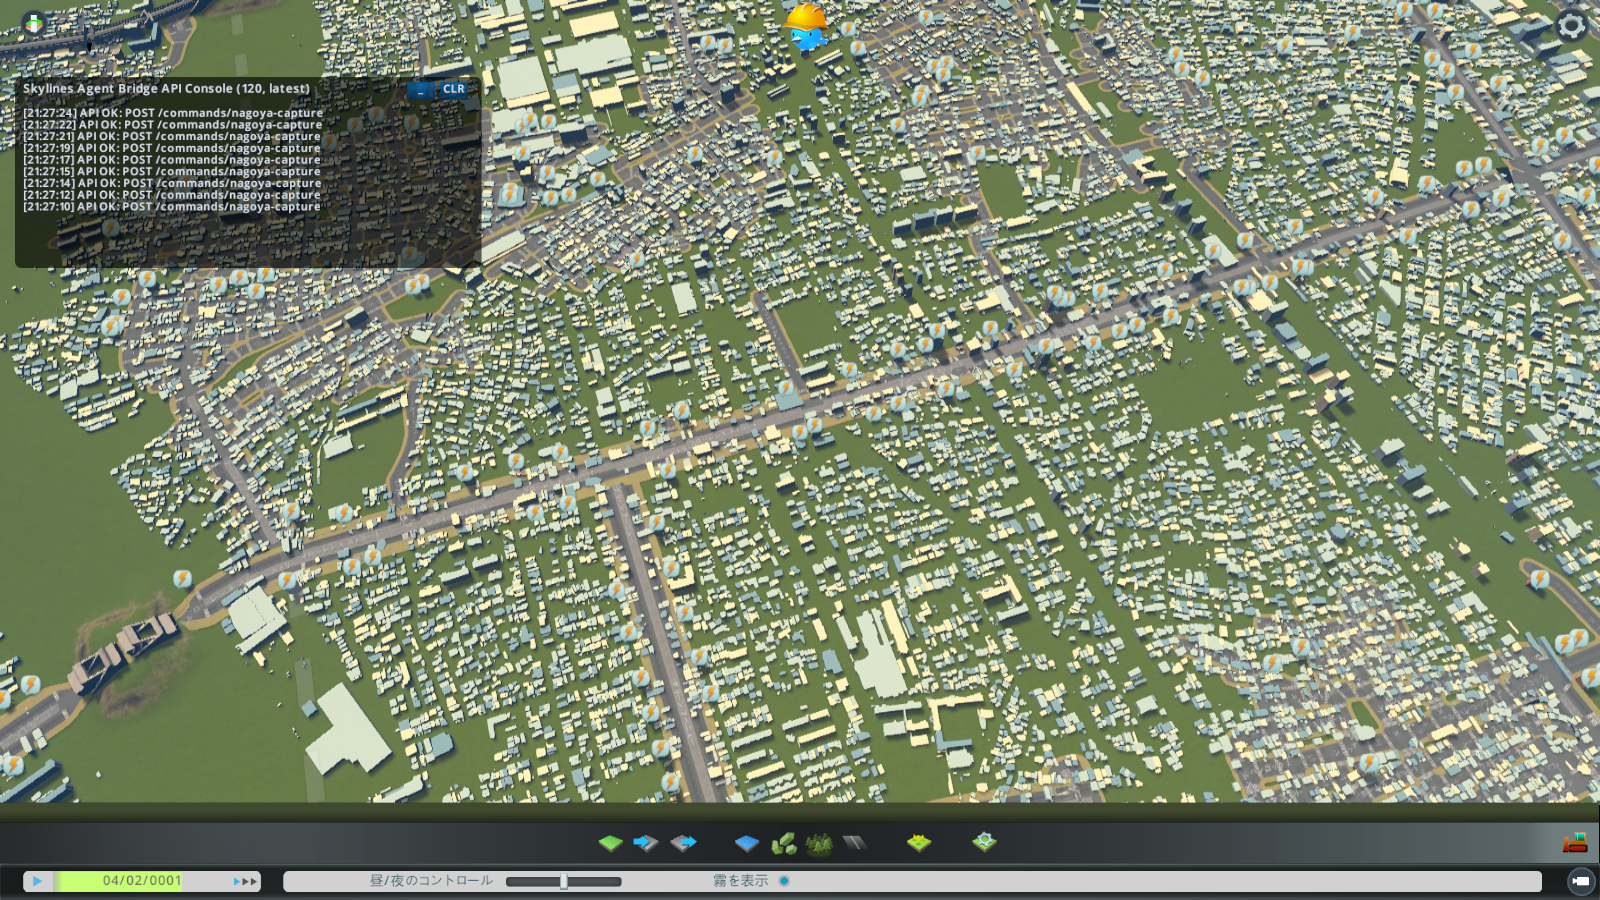 Skylines Agent Bridge API Console (120, latest)
_ CLR
[21:27:24] API OK: POST /commands/nagoya-capture
[21:27:22] API OK: POST /commands/nagoya-capture
[21:27:21] API OK: POST /commands/nagoya-capture
[21:27:19] API OK: POST /commands/nagoya-capture
[21:27:17] API OK: POST /commands/nagoya-capture
[21:27:15] API OK: POST /commands/nagoya-capture
[21:27:14] API OK: POST /commands/nagoya-capture
[21:27:12] API OK: POST /commands/nagoya-capture
[21:27:10] API OK: POST /commands/nagoya-capture
04/02/0001
昼/夜のコントロール
霧を表示